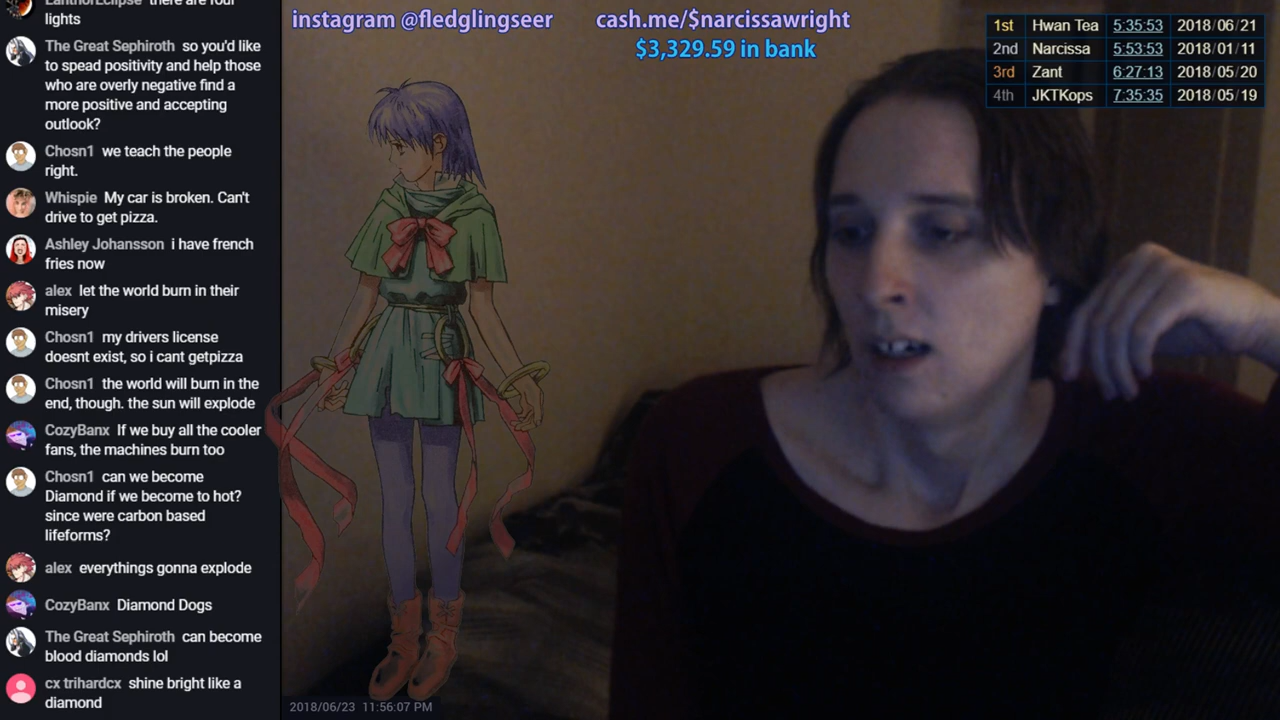 lights
The Great Sephiroth so you'd like
to spead positivity and help those
who are overly negative find a
more positive and accepting
outlook?
Chosn1 we teach the people
right.
Whispie My car is broken. Can't
drive to get pizza.
Ashley Johansson i have french
fries now
alex let the world burn in their
misery
Chosn1 my drivers license
doesnt exist, so i cant getpizza
Chosn1 the world will burn in the
end, though. the sun will explode
CozyBanx If we buy all the cooler
fans, the machines burn too
Chosn1 can we become
Diamond if we become to hot?
since were carbon based
lifeforms?
alex everythings gonna explode
CozyBanx Diamond Dogs
The Great Sephiroth can become
blood diamonds lol
cx trihardcx shine bright like a
diamond
instagram @fledglingseer cash.me/$narcissawright
$3,329.59 in bank
1st Hwan Tea 5:35:53 2018/06/21
2nd Narcissa 5:53:53 2018/01/11
3rd Zant 6:27:13 2018/05/20
4th JKTKops 7:35:35 2018/05/19
2018/06/23 11:56:07 PM